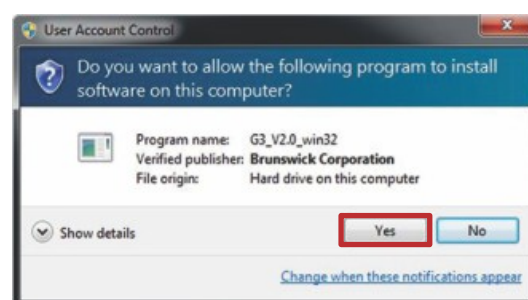 User Account Control
Do you want to allow the following program to install
software on this computer?
Program name: G3_V2.0_win32
Verified publisher: Brunswick Corporation
File origin: Hard drive on this computer
Show details
Yes
No
Change when these notifications appear